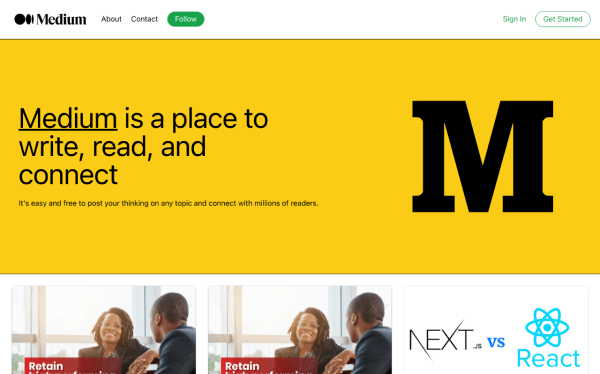 Medium About Contact Follow Sign In Get Started
Medium is a place to
write, read, and
connect
It's easy and free to post your thinking on any topic and connect with millions of readers.
M
Retain
Retain
NEXT.JS VS
React